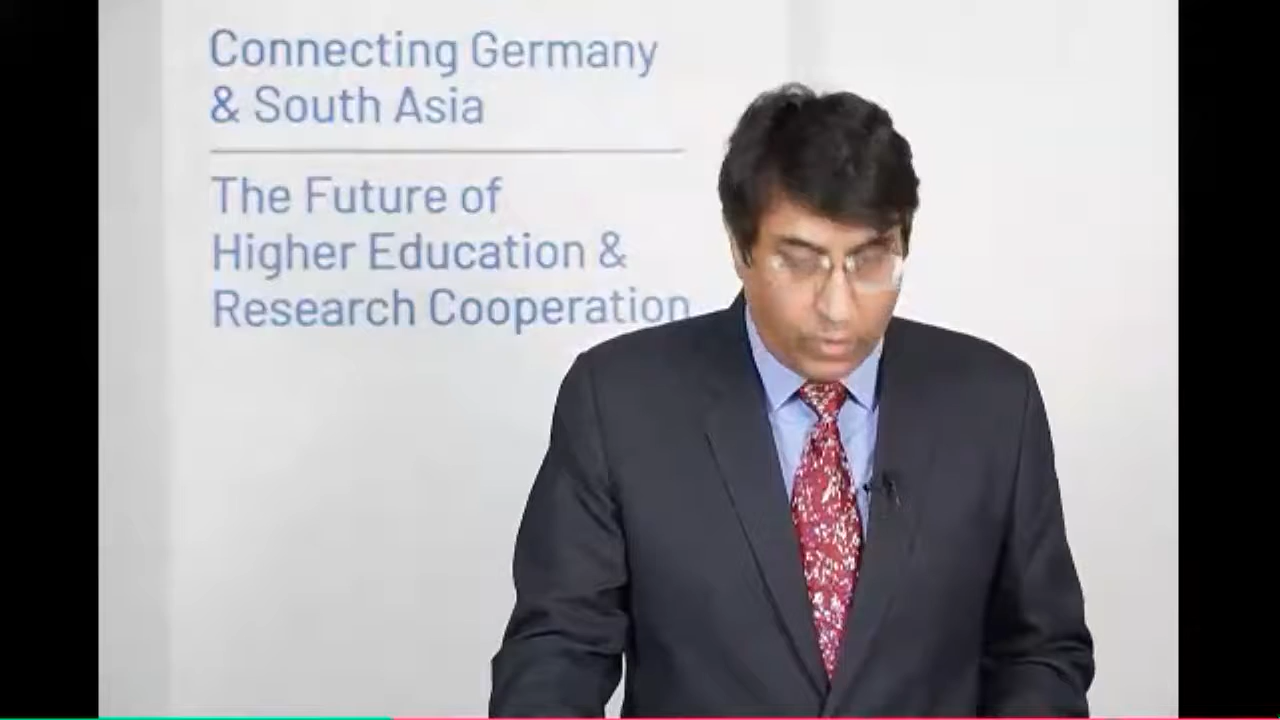 Connecting Germany
& South Asia
The Future of
Higher Education &
Research Cooperation